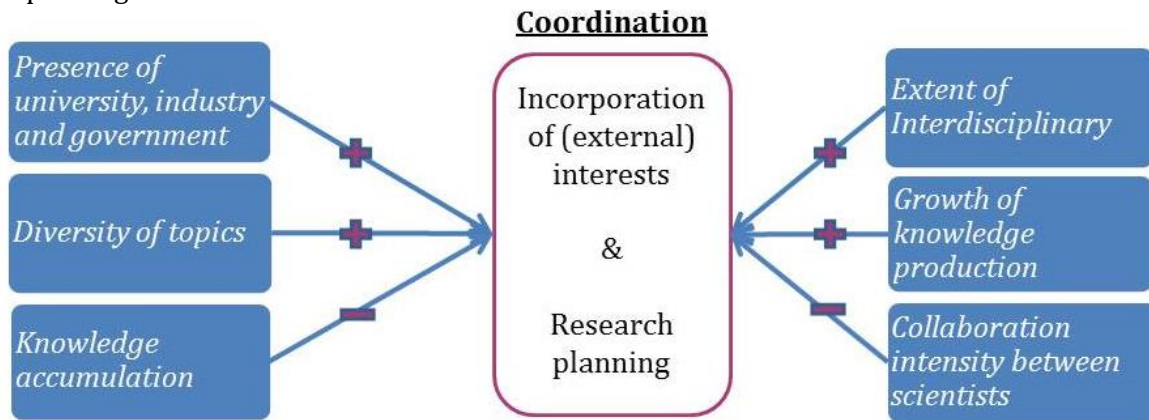 Coordination
Presence of
university, industry
and government
Diversity of topics
Knowledge
accumulation
Incorporation
of (external)
interests
&
Research
planning
Extent of
Interdisciplinary
Growth of
knowledge
production
Collaboration
intensity between
scientists